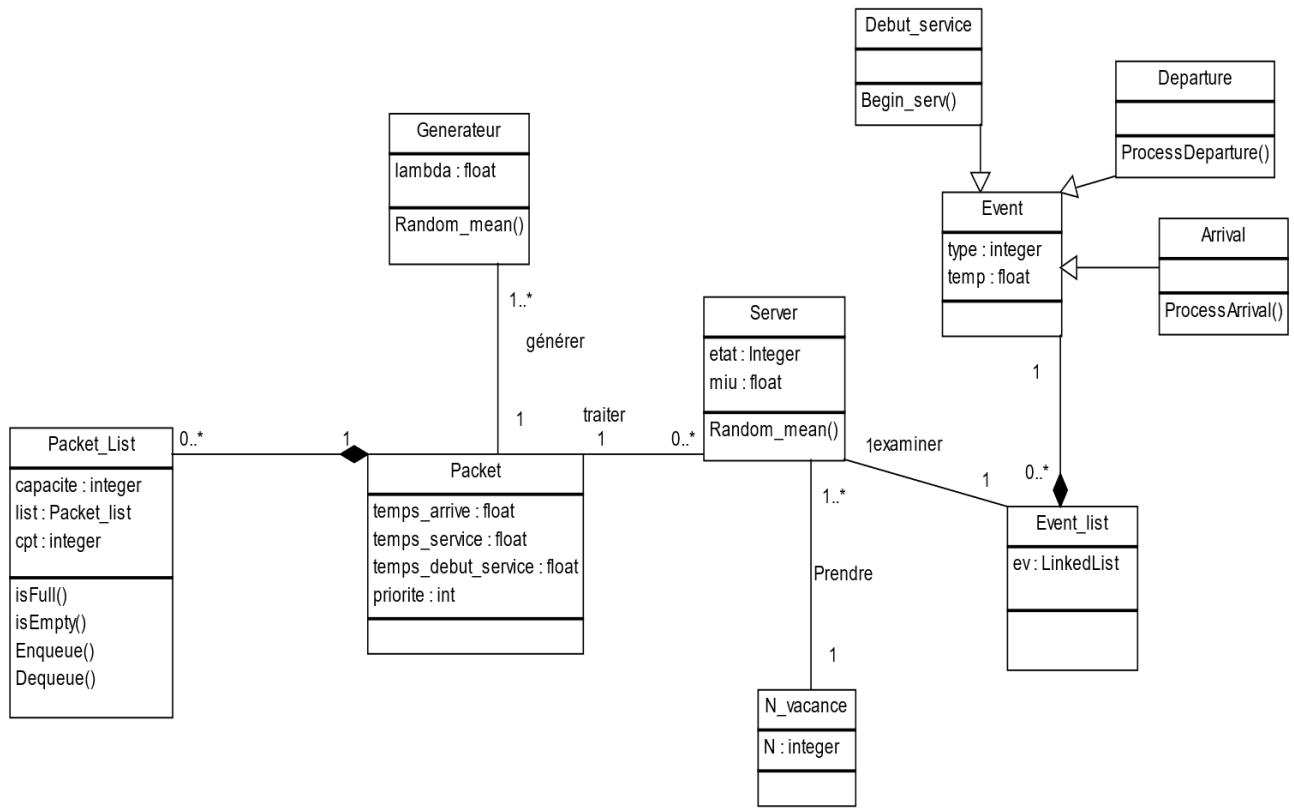 Debut_service
Begin_serv()
Departure
ProcessDeparture()
Generateur
lambda : float
Random_mean()
Event
type : integer
temp : float
Arrival
ProcessArrival()
1..*
générer
1
Server
etat : Integer
miu : float
Random_mean()
traiter
1
0..*
0..*
1
Packet_List
capacite : integer
list : Packet_list
cpt : integer
isFull()
isEmpty()
Enqueue()
Dequeue()
Packet
temps_arrive : float
temps_service : float
temps_debut_service : float
priorite : int
1examiner
1
1
0..*
Event_list
ev : LinkedList
1..*
Prendre
1
N_vacance
N : integer